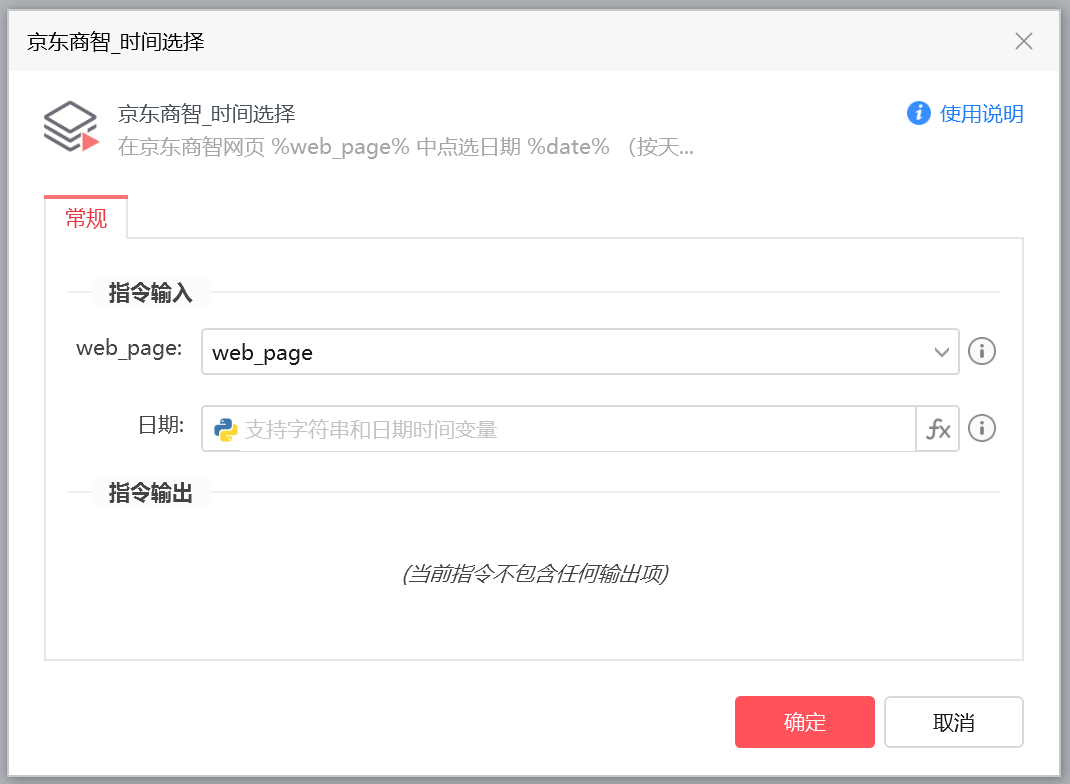 京东商智_时间选择
京东商智_时间选择
使用说明
在京东商智网页 %web_page% 中点选日期 %date% （按天...
常规
指令输入
web_page:
web_page
日期:
支持字符串和日期时间变量
fx
指令输出
(当前指令不包含任何输出项)
确定
取消